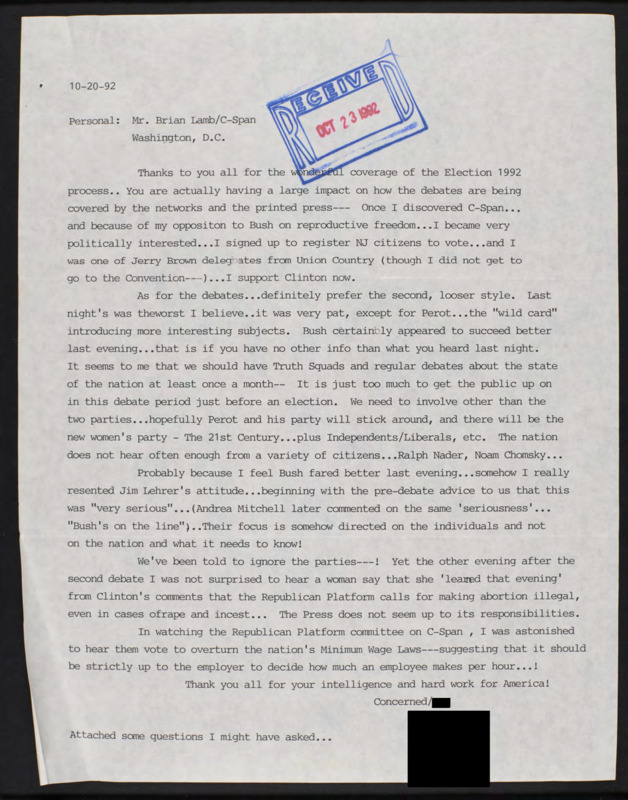 10-20-92
RECEIVED
OCT 23 1992
Personal: Mr. Brian Lamb/C-Span
Washington, D.C.
Thanks to you all for the wonderful coverage of the Election 1992
process.. You are actually having a large impact on how the debates are being
covered by the networks and the printed press--- Once I discovered C-Span...
and because of my oppositon to Bush on reproductive freedom...I became very
politically interested...I signed up to register NJ citizens to vote...and I
was one of Jerry Brown delegates from Union Country (though I did not get to
go to the Convention---)...I support Clinton now.
As for the debates...definitely prefer the second, looser style. Last
night's was theworst I believe..it was very pat, except for Perot...the "wild card"
introducing more interesting subjects. Bush certainly appeared to succeed better
last evening...that is if you have no other info than what you heard last night.
It seems to me that we should have Truth Squads and regular debates about the state
of the nation at least once a month-- It is just too much to get the public up on
in this debate period just before an election. We need to involve other than the
two parties...hopefully Perot and his party will stick around, and there will be the
new women's party - The 21st Century...plus Independents/Liberals, etc. The nation
does not hear often enough from a variety of citizens...Ralph Nader, Noam Chomsky...
Probably because I feel Bush fared better last evening...somehow I really
resented Jim Lehrer's attitude...beginning with the pre-debate advice to us that this
was "very serious"...(Andrea Mitchell later commented on the same 'seriousness'...
"Bush's on the line")..Their focus is somehow directed on the individuals and not
on the nation and what it needs to know!
We've been told to ignore the parties---! Yet the other evening after the
second debate I was not surprised to hear a woman say that she 'learned that evening'
from Clinton's comments that the Republican Platform calls for making abortion illegal,
even in cases ofrape and incest... The Press does not seem up to its responsibilities.
In watching the Republican Platform committee on C-Span , I was astonished
to hear them vote to overturn the nation's Minimum Wage Laws---suggesting that it should
be strictly up to the employer to decide how much an employee makes per hour...!
Thank you all for your intelligence and hard work for America!
Concerned/
Attached some questions I might have asked...